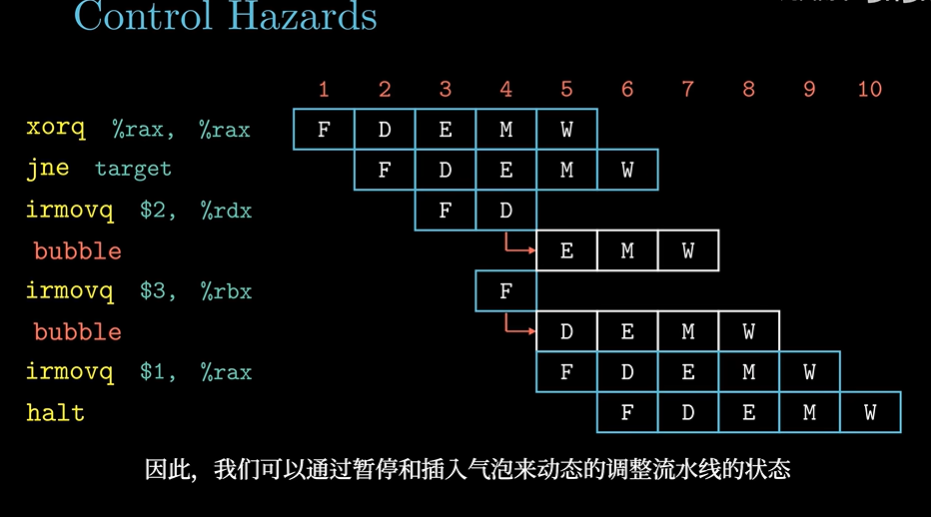 Control Hazards
1 2 3 4 5 6 7 8 9 10
xorq %rax, %rax F D E M W
jne target F D E M W
irmovq $2, %rdx F D
bubble E M W
irmovq $3, %rbx F
bubble D E M W
irmovq $1, %rax F D E M W
halt F D E M W
因此，我们可以通过暂停和插入气泡来动态的调整流水线的状态